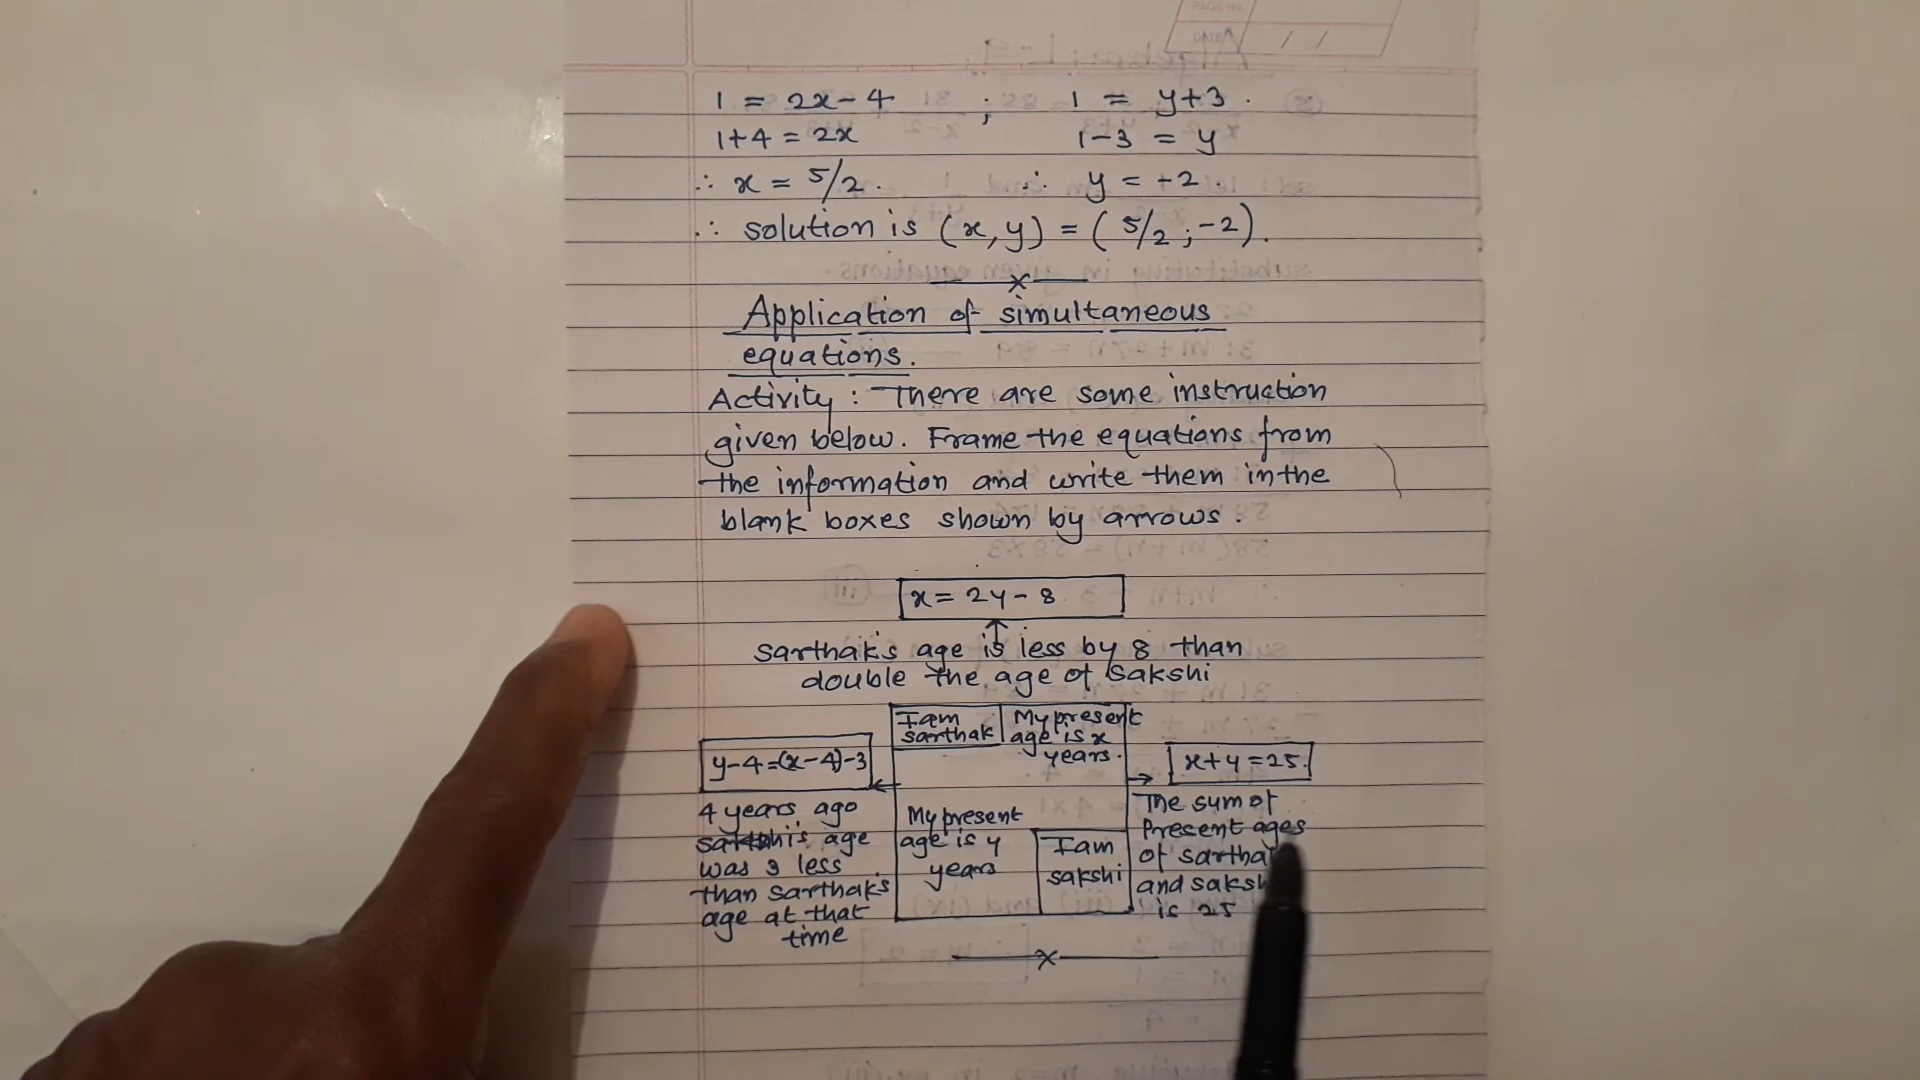 PAGE No.
1 = 2x - 4 ; 1 = y+3.
1+4 = 2x 1-3 = y
∴ x = 5/2. ∴ y = +2.
∴ solution is (x, y) = (5/2, -2).
Application of simultaneous
equations.
Activity : There are some instruction
given below. Frame the equations from
the information and write them in the
blank boxes shown by arrows.
x = 2y - 8
sarthak's age is less by 8 than
double the age of sakshi
I am
sarthak
My present
age is x
years.
y-4=(x-4)-3
x+y=25.
4 years ago
age
was 3 less
than sarthak's
age at that
time
My present
age is y
years
I am
sakshi
The sum of
Present ages
of sartha
and saksh
is 25